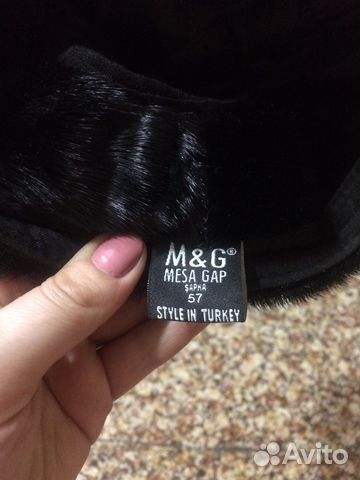 M&G®
MESA GAP
ŞAPKA
57
STYLE IN TURKEY
Avito